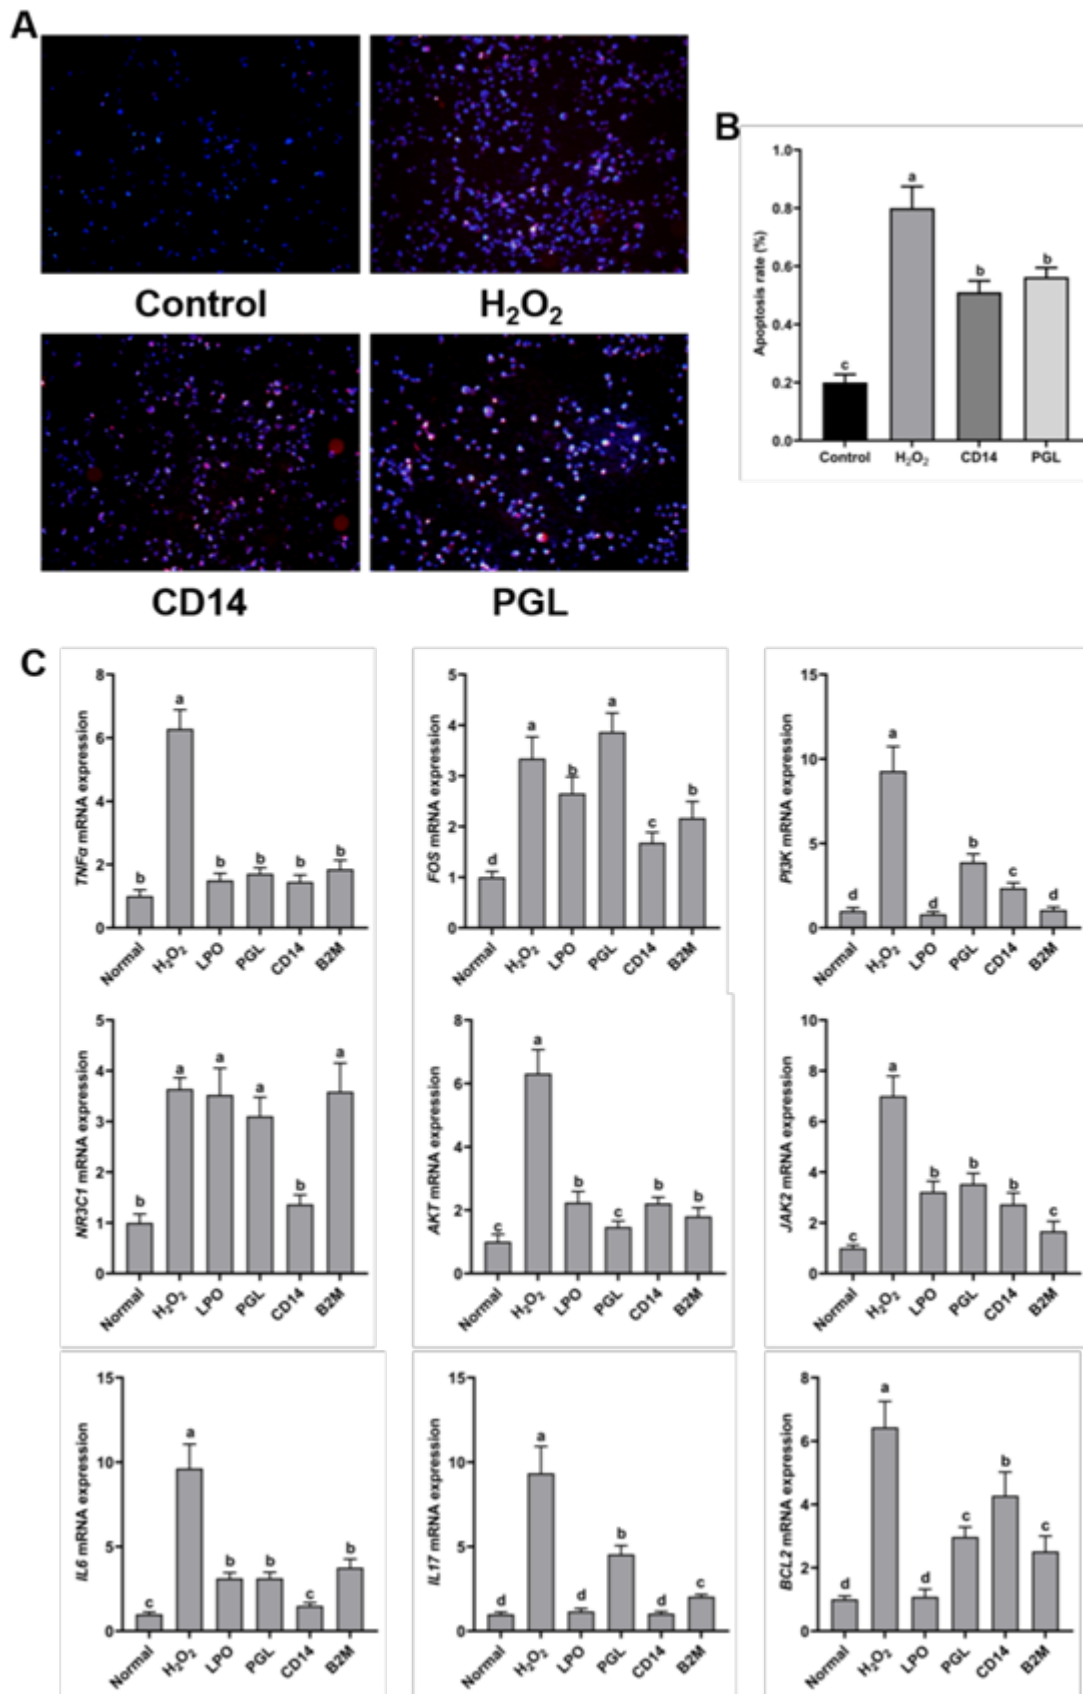 A
B
Control
H₂O₂
CD14
PGL
Apoptosis rate (%)
1.0
0.8
0.6
0.4
0.2
0.0
c
a
b
b
Control
H₂O₂
CD14
PGL
C
TNFα mRNA expression
8
6
4
2
0
b
a
b
b
b
b
Normal
H₂O₂
LPO
PGL
CD14
B2M
FOS mRNA expression
5
4
3
2
1
0
d
a
b
a
c
b
Normal
H₂O₂
LPO
PGL
CD14
B2M
PI3K mRNA expression
15
10
5
0
d
a
d
b
c
d
Normal
H₂O₂
LPO
PGL
CD14
B2M
NR3C1 mRNA expression
5
4
3
2
1
0
b
a
a
a
b
a
Normal
H₂O₂
LPO
PGL
CD14
B2M
AKT mRNA expression
8
6
4
2
0
c
a
b
c
b
b
Normal
H₂O₂
LPO
PGL
CD14
B2M
JAK2 mRNA expression
10
8
6
4
2
0
c
a
b
b
b
c
Normal
H₂O₂
LPO
PGL
CD14
B2M
IL6 mRNA expression
15
10
5
0
c
a
b
b
c
b
Normal
H₂O₂
LPO
PGL
CD14
B2M
IL17 mRNA expression
15
10
5
0
d
a
d
b
d
c
Normal
H₂O₂
LPO
PGL
CD14
B2M
BCL2 mRNA expression
8
6
4
2
0
d
a
d
c
b
c
Normal
H₂O₂
LPO
PGL
CD14
B2M